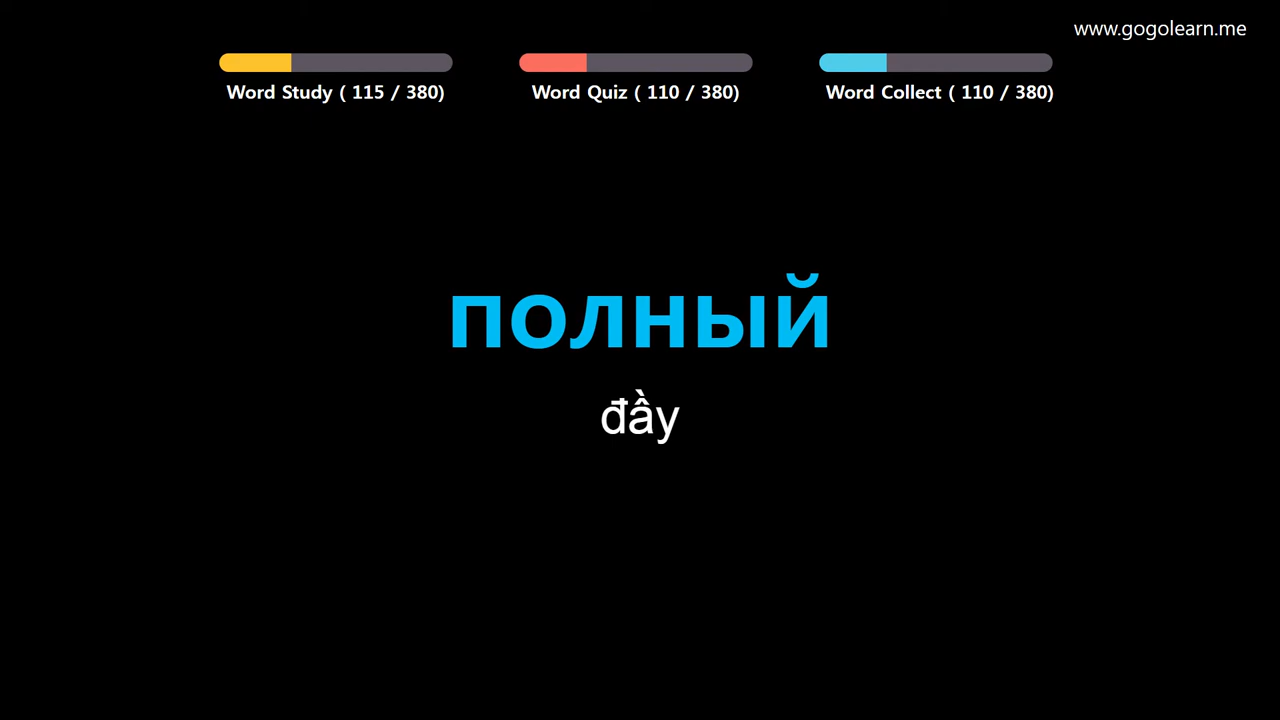 www.gogolearn.me
Word Study ( 115 / 380)
Word Quiz ( 110 / 380)
Word Collect ( 110 / 380)
полный
đầy